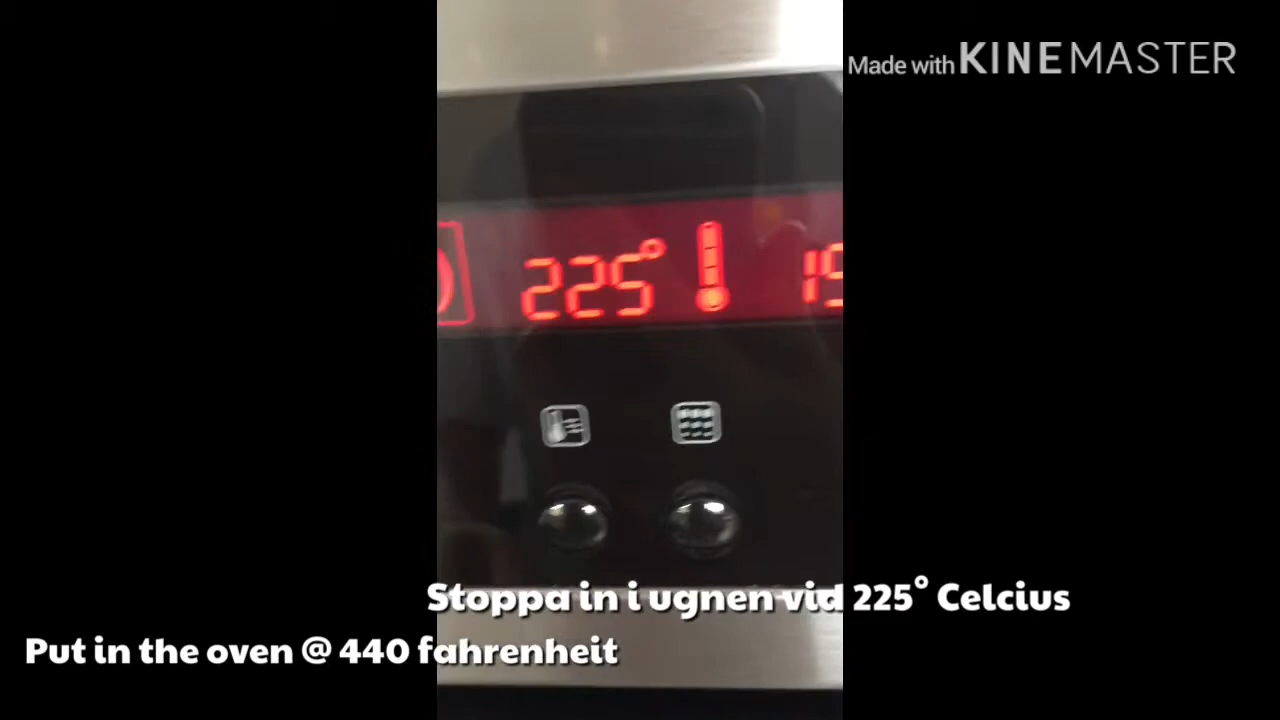 Made with KINEMASTER
225°
Stoppa in i ugnen vid 225° Celcius
Put in the oven @ 440 fahrenheit